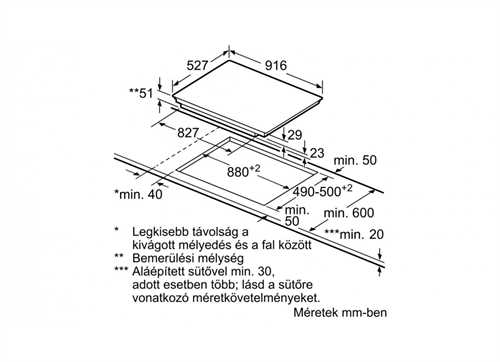 527
916
**51
827
29
23
min. 50
880+2
490-500+2
*min. 40
min. 50
min. 600
***min. 20
* Legkisebb távolság a
kivágott mélyedés és a fal között
** Bemerülési mélység
*** Aláépített sütővel min. 30,
adott esetben több; lásd a sütőre
vonatkozó méretkövetelményeket.
Méretek mm-ben